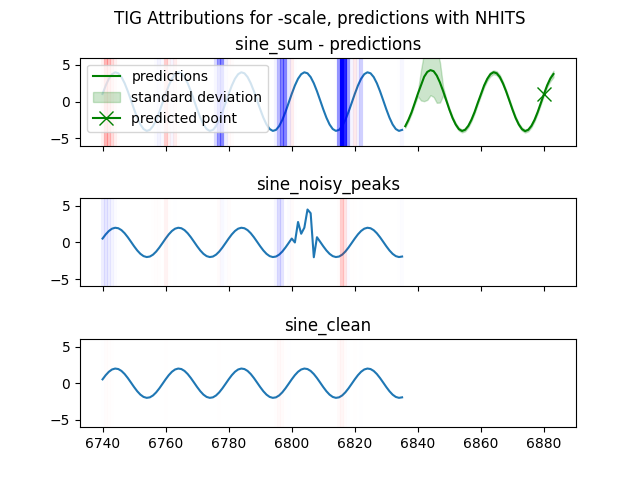 TIG Attributions for -scale, predictions with NHITS
sine_sum - predictions
5
0
−5
predictions
standard deviation
predicted point
sine_noisy_peaks
5
0
−5
sine_clean
5
0
−5
6740 6760 6780 6800 6820 6840 6860 6880